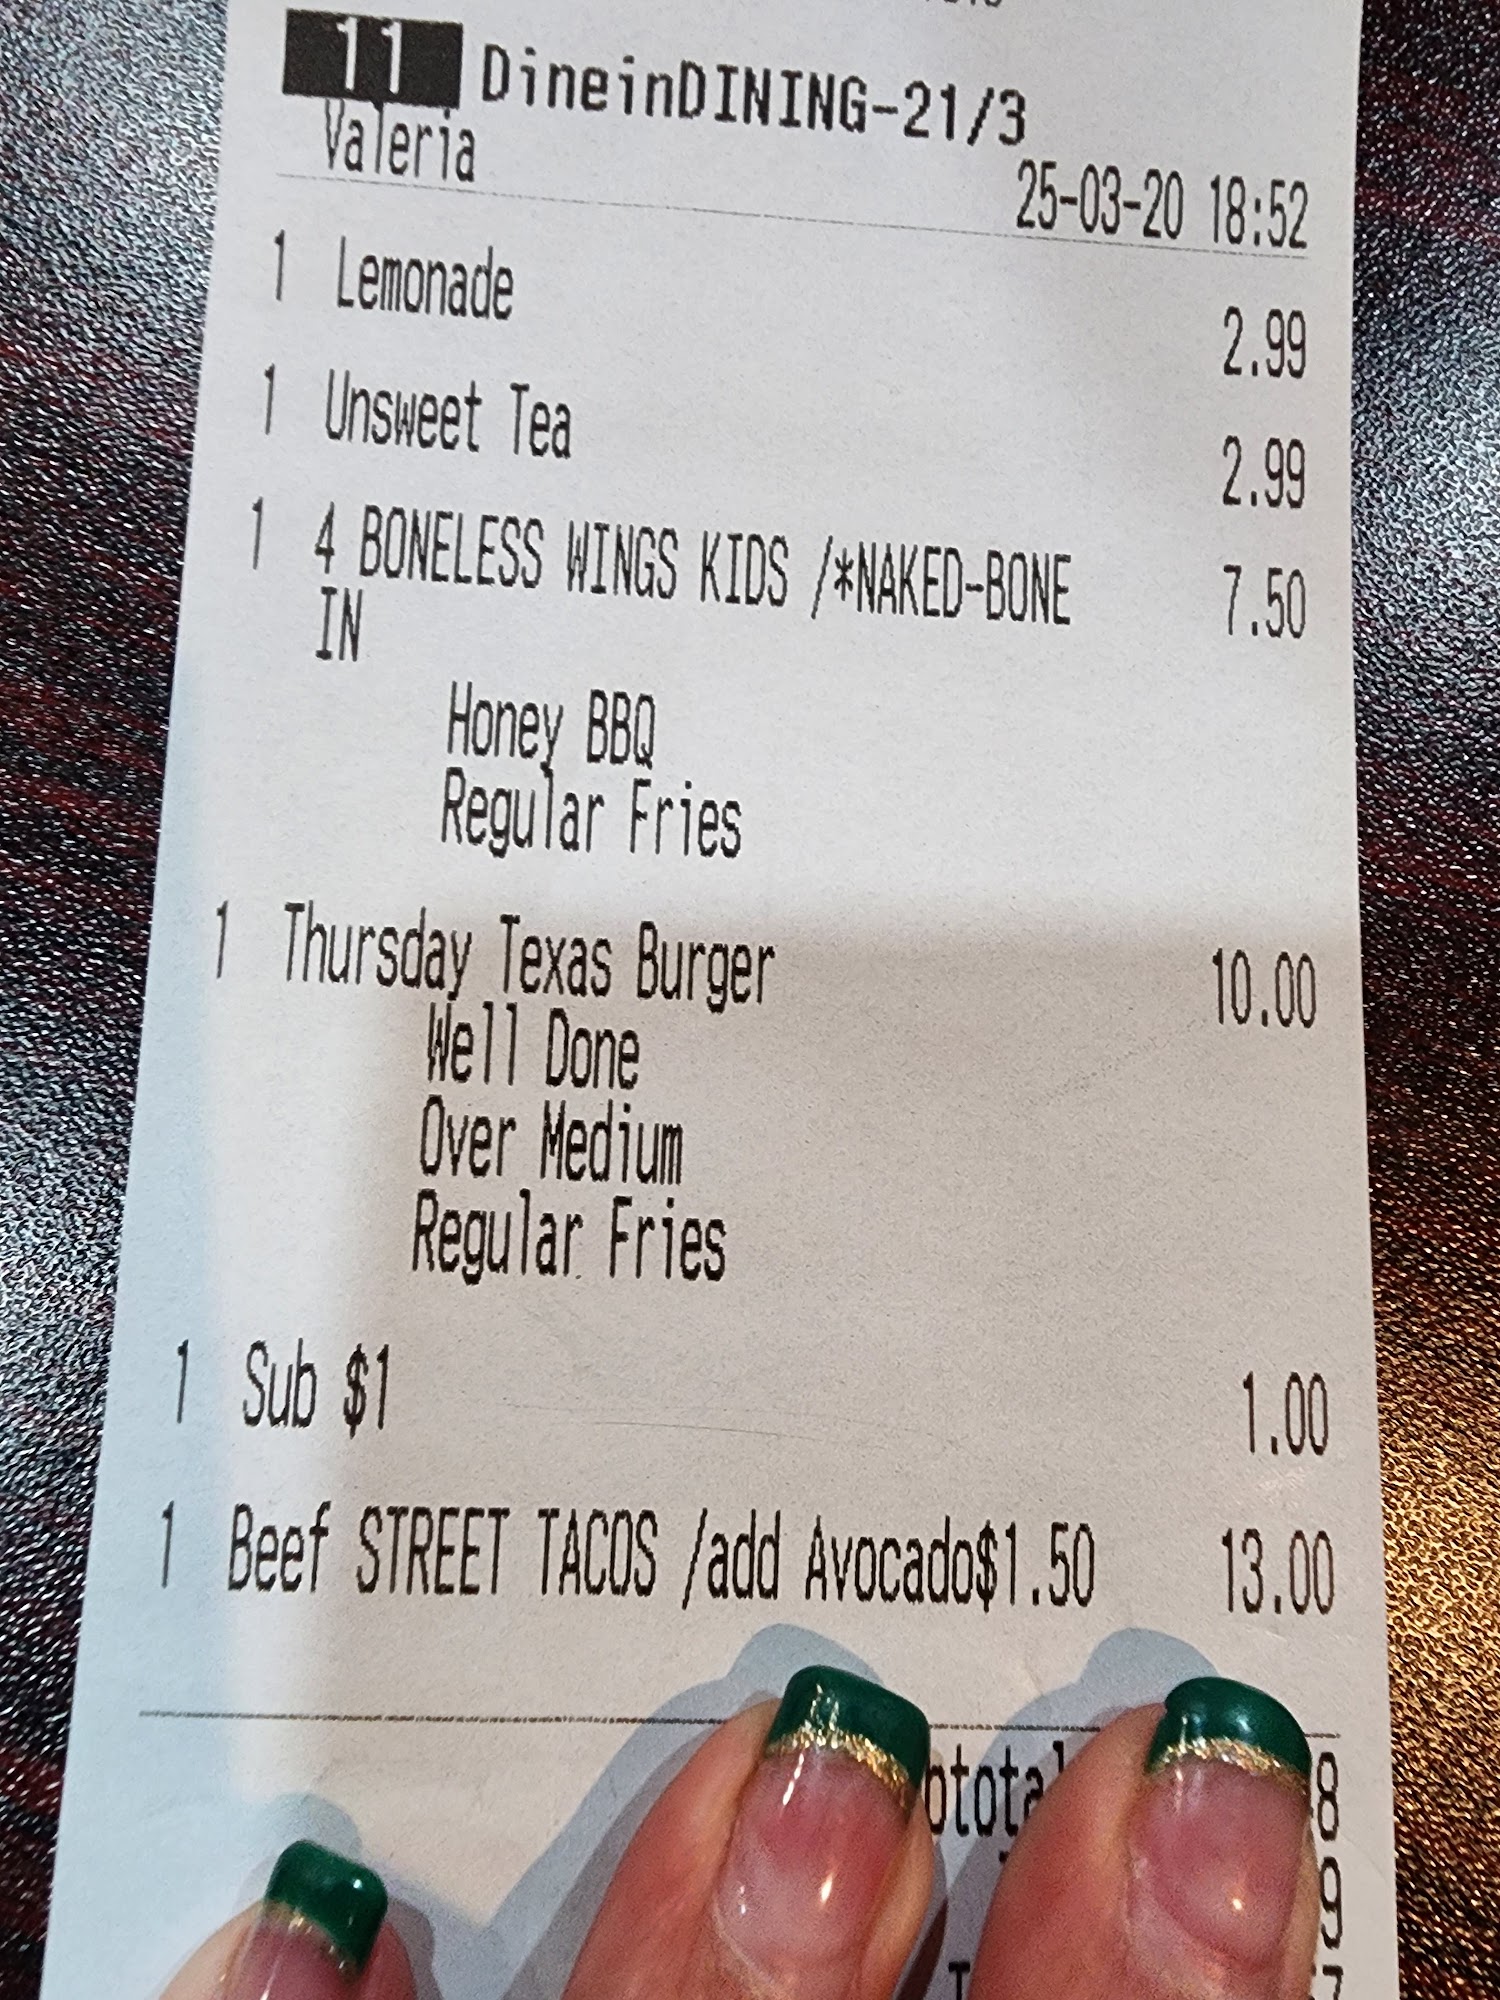 11 DineinDINING-21/3
Valeria
25-03-20 18:52
1 Lemonade 2.99
1 Unsweet Tea 2.99
1 4 BONELESS WINGS KIDS /*NAKED-BONE 7.50
IN
Honey BBQ
Regular Fries
1 Thursday Texas Burger 10.00
Well Done
Over Medium
Regular Fries
1 Sub $1 1.00
1 Beef STREET TACOS /add Avocado$1.50 13.00